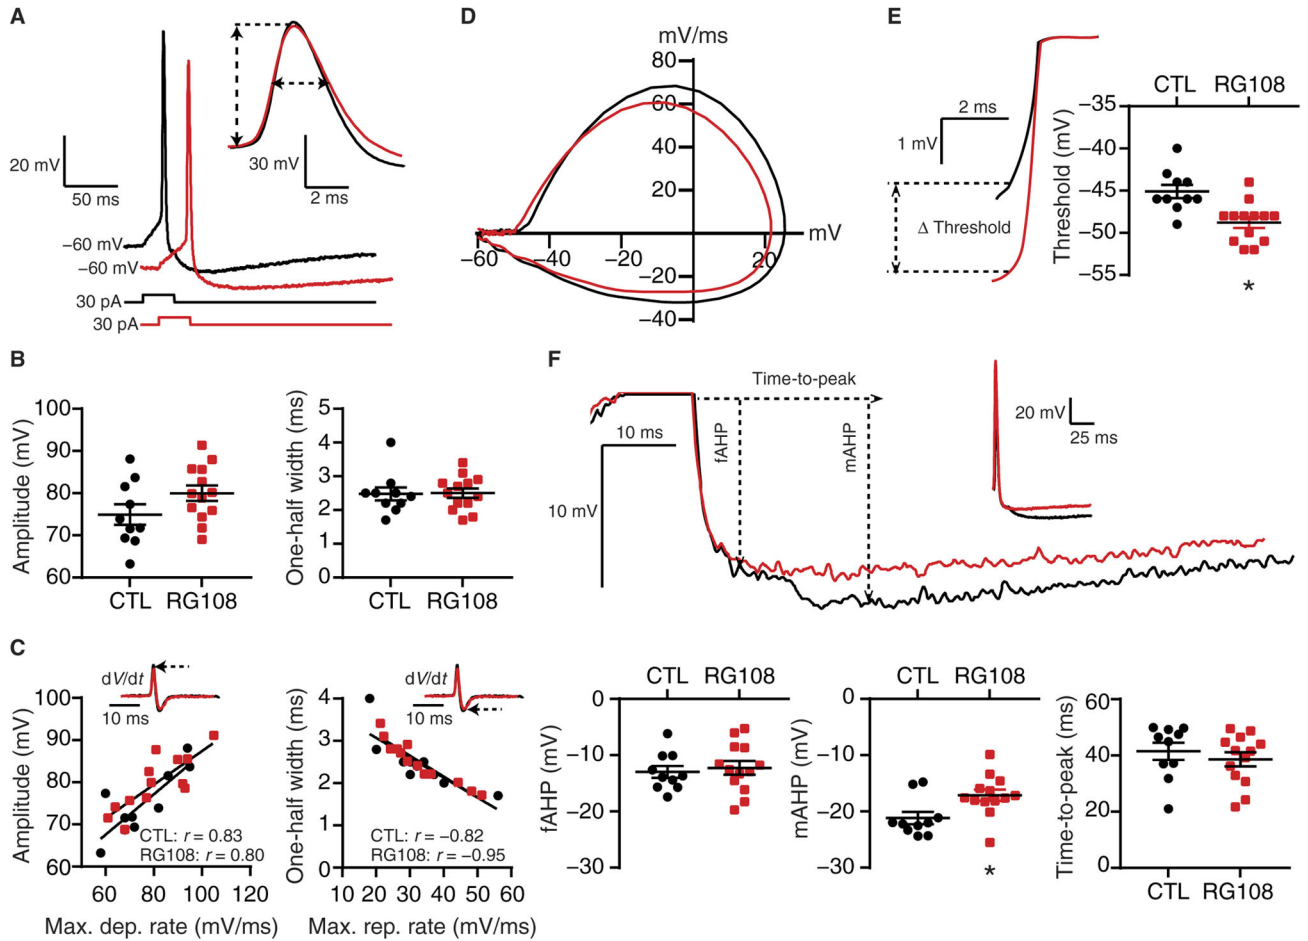 A
20 mV
50 ms
30 mV
2 ms
−60 mV
−60 mV
30 pA
30 pA
D
mV/ms
80
60
40
20
mV
−60
−40
−20
20
−20
−40
E
2 ms
1 mV
Δ Threshold
CTL RG108
Threshold (mV)
−35
−40
−45
−50
−55
*
B
Amplitude (mV)
100
90
80
70
60
CTL RG108
One-half width (ms)
5
4
3
2
1
0
CTL RG108
F
Time-to-peak
10 ms
fAHP
mAHP
10 mV
20 mV
25 ms
C
dV/dt
10 ms
Amplitude (mV)
100
90
80
70
60
CTL: r = 0.83
RG108: r = 0.80
60 80 100 120
Max. dep. rate (mV/ms)
dV/dt
10 ms
One-half width (ms)
4
3
2
1
0
CTL: r = −0.82
RG108: r = −0.95
10 20 30 40 50 60
Max. rep. rate (mV/ms)
CTL RG108
fAHP (mV)
0
−10
−20
−30
CTL RG108
mAHP (mV)
0
−10
−20
−30
*
Time-to-peak (ms)
60
40
20
0
CTL RG108